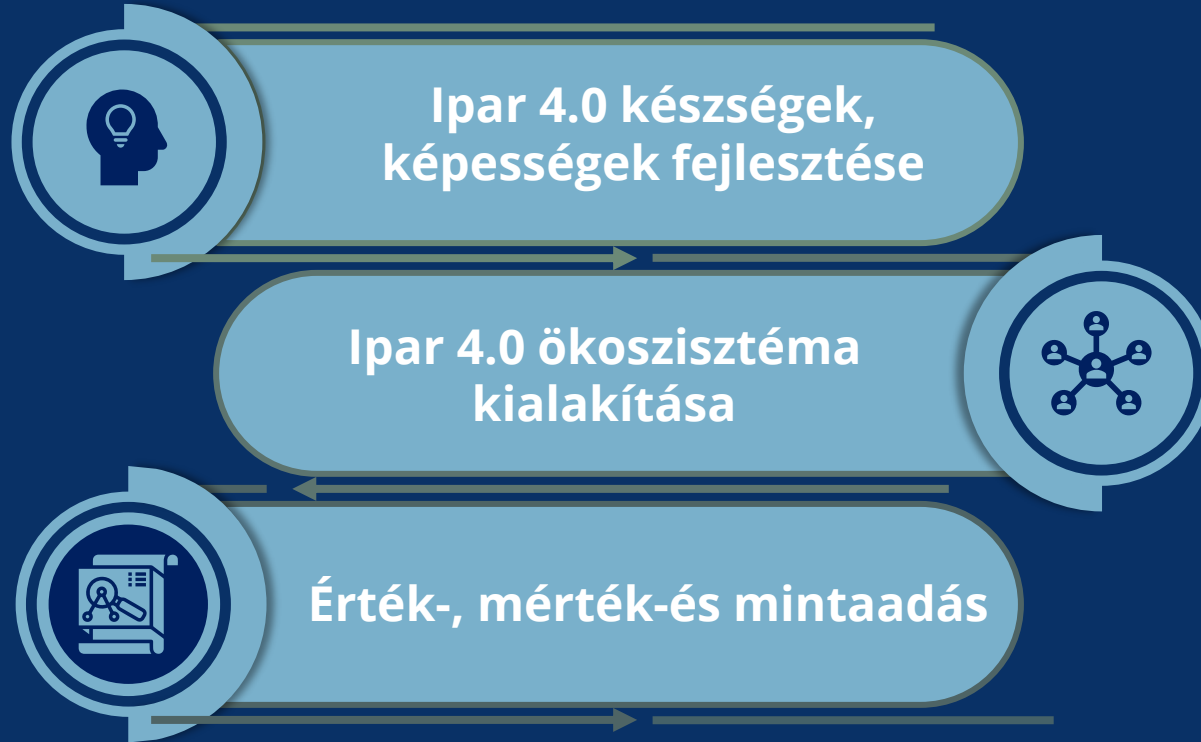 Ipar 4.0 készségek,
képességek fejlesztése
Ipar 4.0 ökoszisztéma
kialakítása
Érték-, mérték-és mintaadás